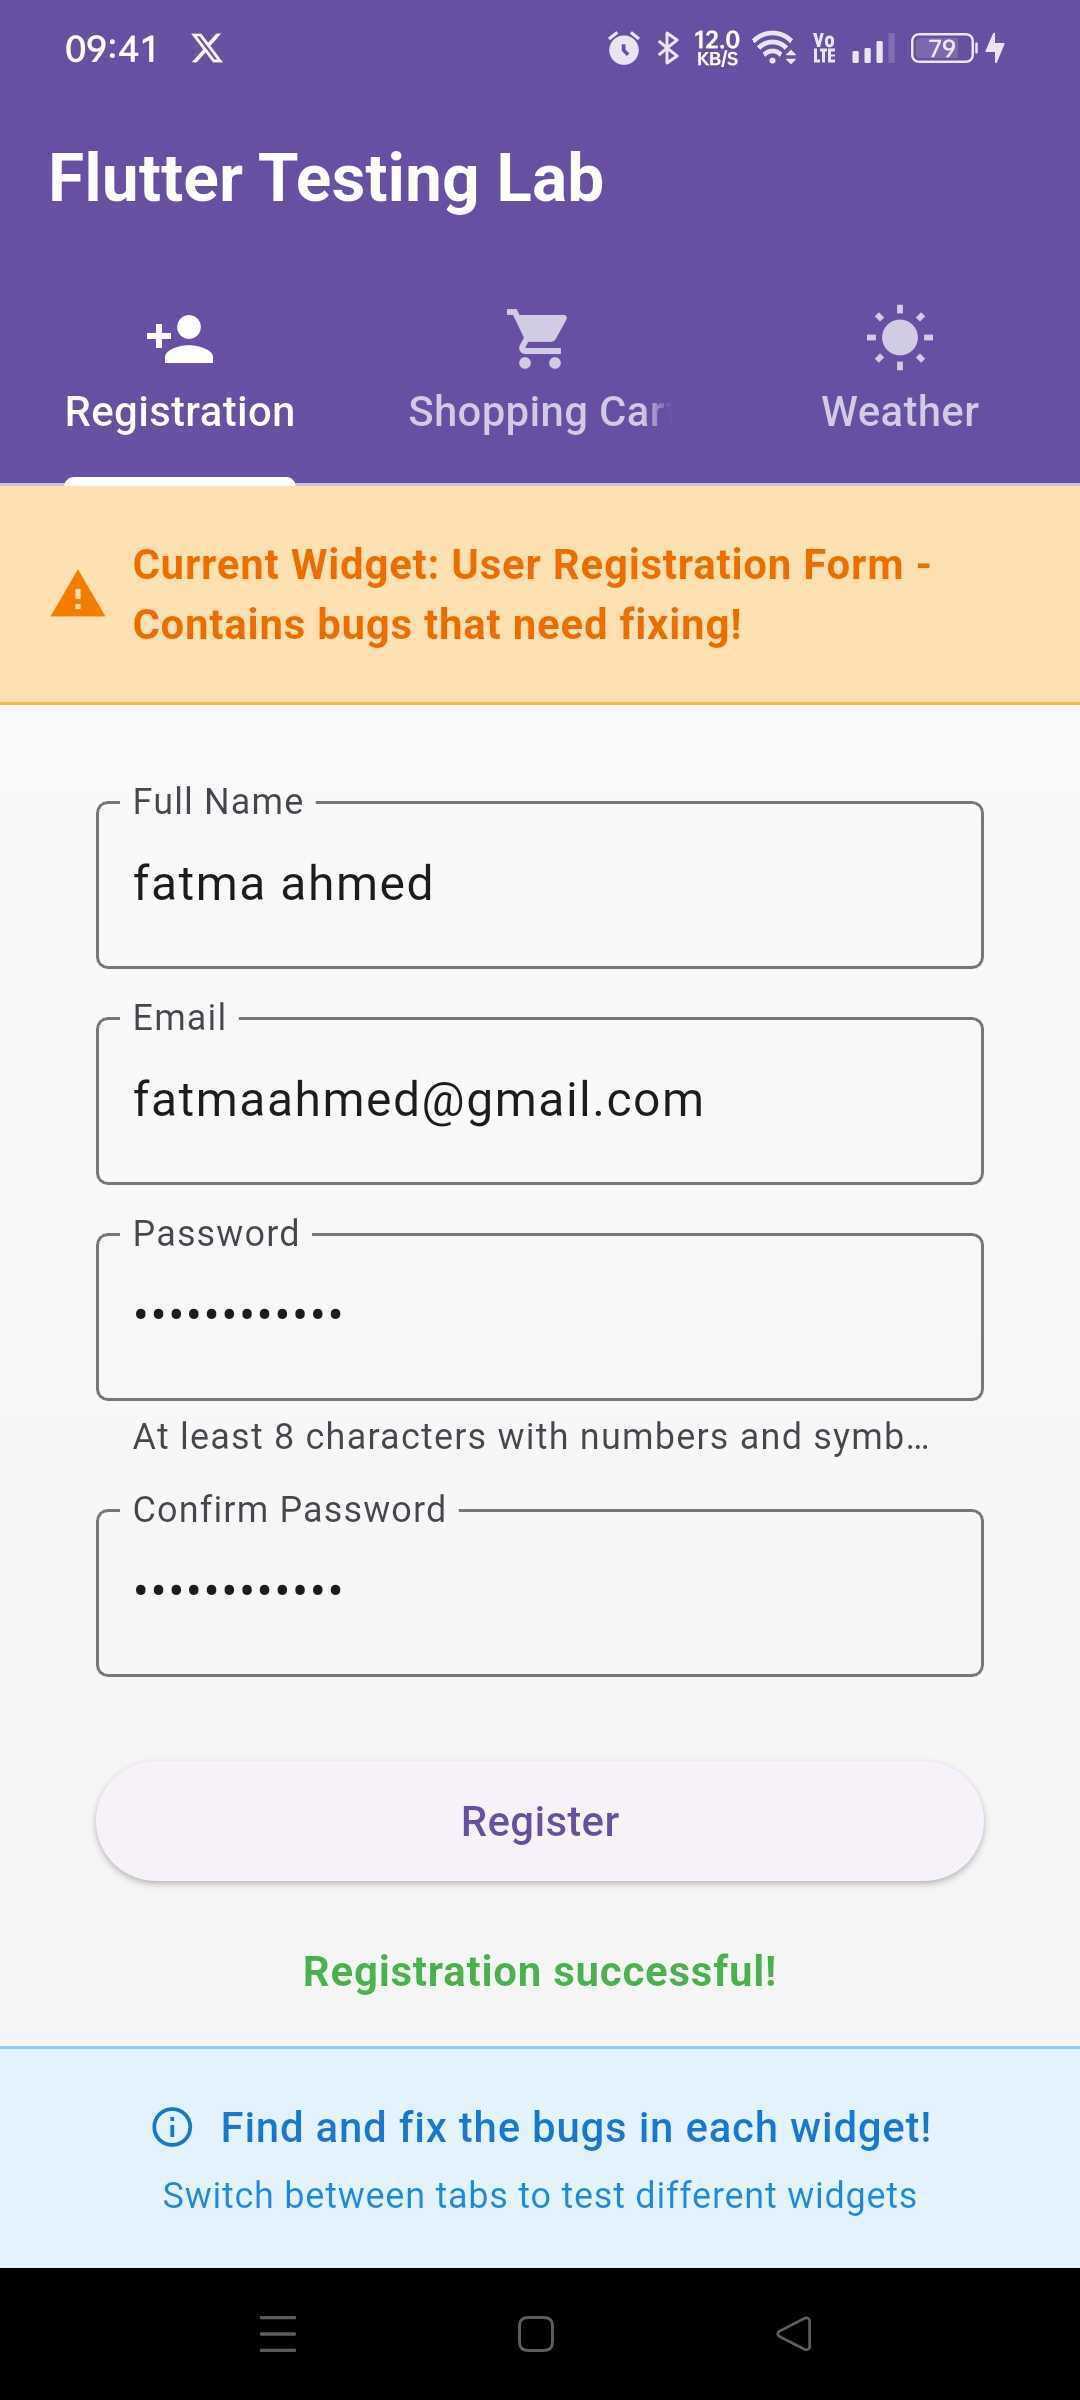 09:41
12.0
KB/S
Vo
LTE
79
Flutter Testing Lab
Registration
Shopping Car
Weather
Current Widget: User Registration Form -
Contains bugs that need fixing!
Full Name
fatma ahmed
Email
fatmaahmed@gmail.com
Password
••••••••••••
At least 8 characters with numbers and symb…
Confirm Password
••••••••••••
Register
Registration successful!
Find and fix the bugs in each widget!
Switch between tabs to test different widgets